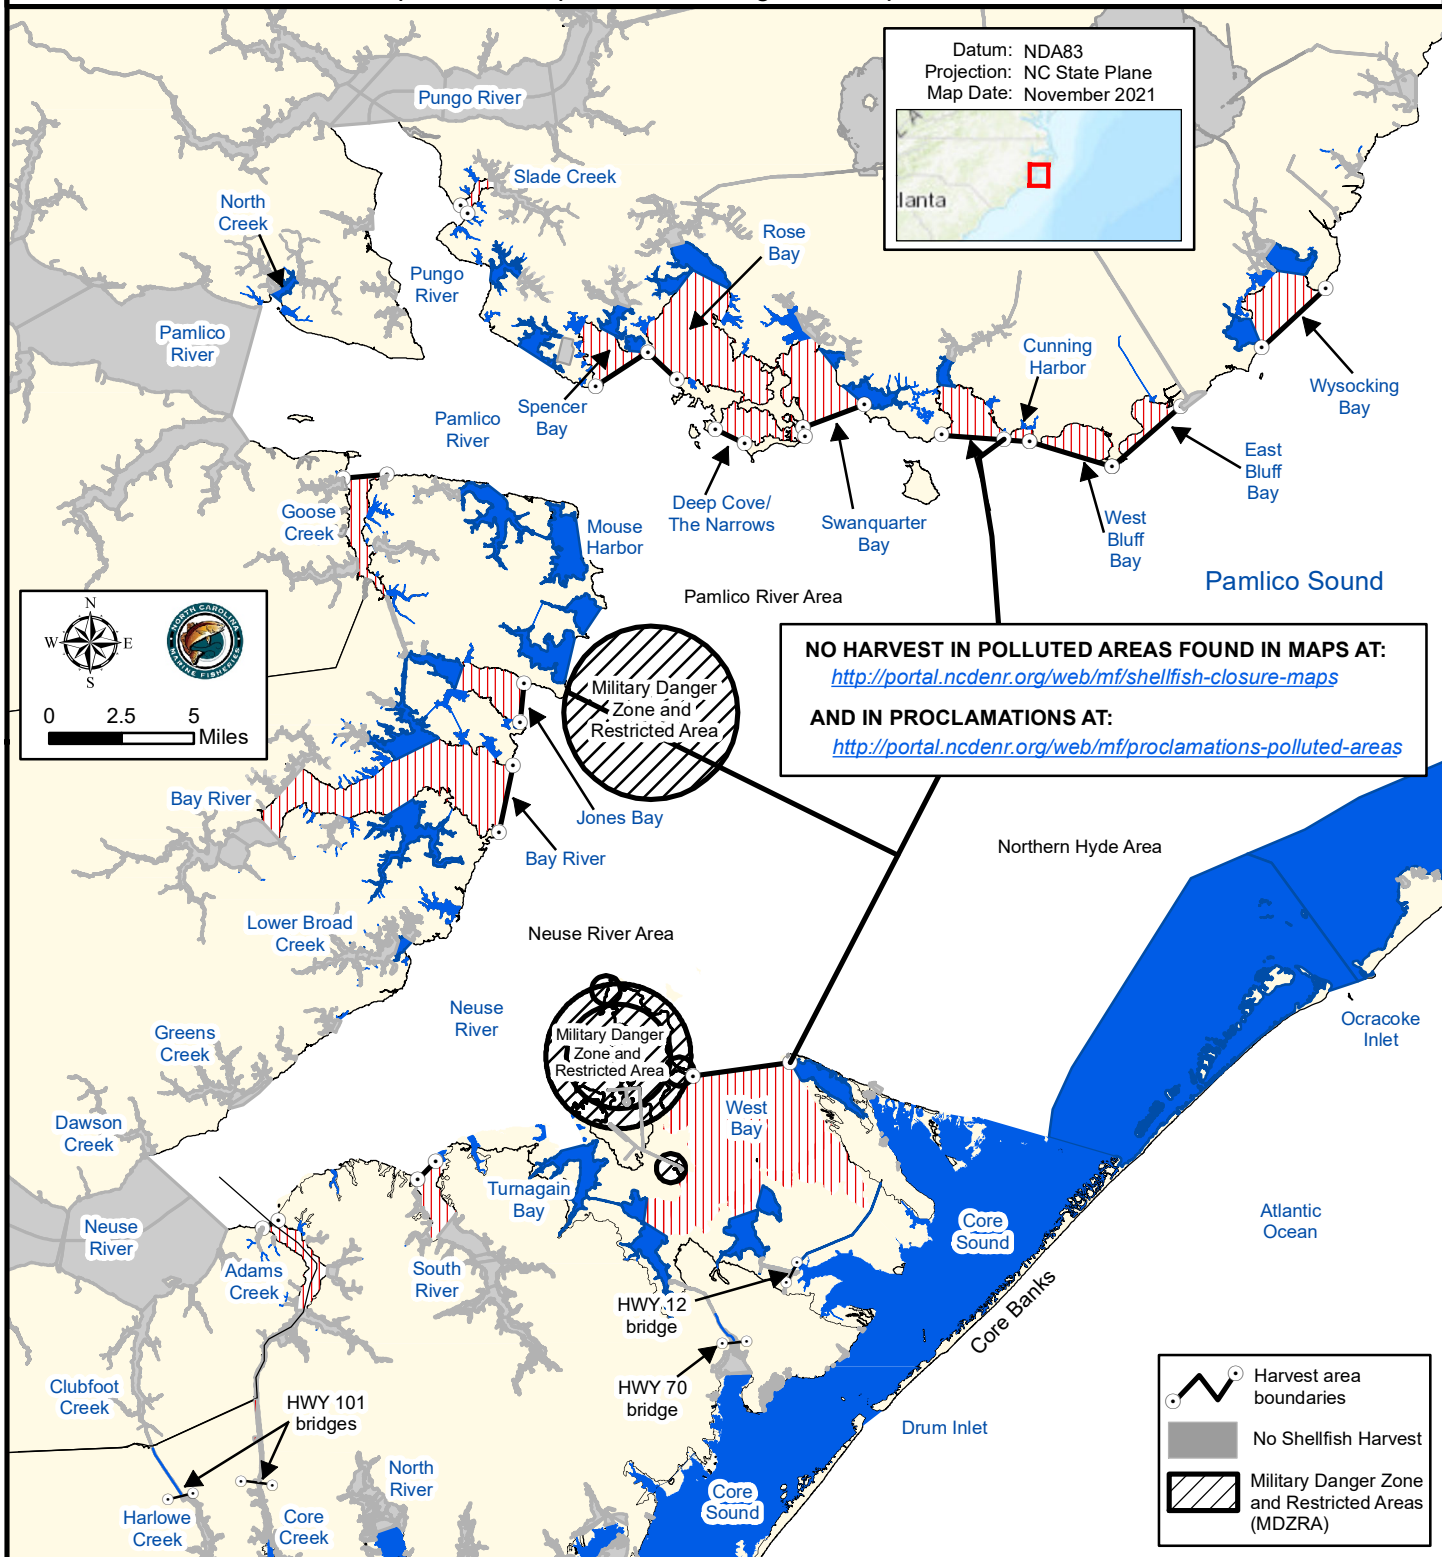 Datum: NDA83
Projection: NC State Plane
Map Date: November 2021
lanta
Pungo River
Slade Creek
North
Creek
Rose
Bay
Pungo
River
Pamlico
River
Cunning
Harbor
Wysocking
Bay
Pamlico
River
Spencer
Bay
East
Bluff
Bay
Deep Cove/
The Narrows
Swanquarter
Bay
West
Bluff
Bay
Goose
Creek
Mouse
Harbor
Pamlico Sound
Pamlico River Area
N
W
E
S
NORTH CAROLINA
MARINE FISHERIES
0 2.5 5
Miles
NO HARVEST IN POLLUTED AREAS FOUND IN MAPS AT:
http://portal.ncdenr.org/web/mf/shellfish-closure-maps
AND IN PROCLAMATIONS AT:
http://portal.ncdenr.org/web/mf/proclamations-polluted-areas
Military Danger
Zone and
Restricted Area
Bay River
Jones Bay
Bay River
Northern Hyde Area
Lower Broad
Creek
Neuse River Area
Neuse
River
Greens
Creek
Military Danger
Zone and
Restricted Area
Ocracoke
Inlet
Dawson
Creek
West
Bay
Turnagain
Bay
Neuse
River
Adams
Creek
South
River
Core
Sound
Atlantic
Ocean
HWY 12
bridge
Core Banks
Clubfoot
Creek
HWY 101
bridges
HWY 70
bridge
Drum Inlet
North
River
Harlowe
Creek
Core
Creek
Core
Sound
Harvest area
boundaries
No Shellfish Harvest
Military Danger Zone
and Restricted Areas
(MDZRA)